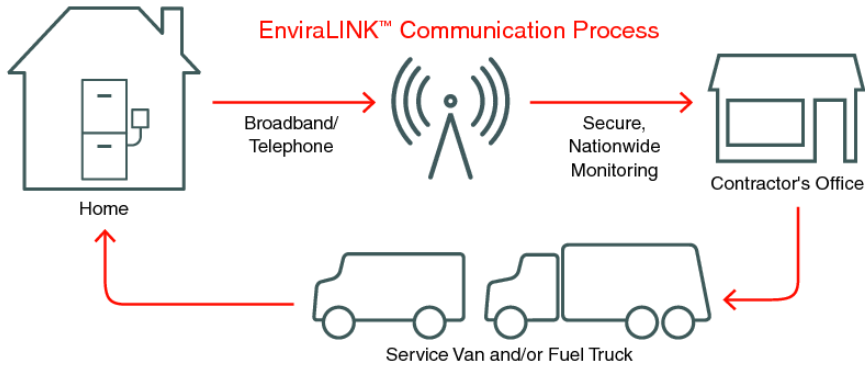 EnviraLINK™ Communication Process
Broadband/
Telephone
Secure,
Nationwide
Monitoring
Contractor's Office
Home
Service Van and/or Fuel Truck